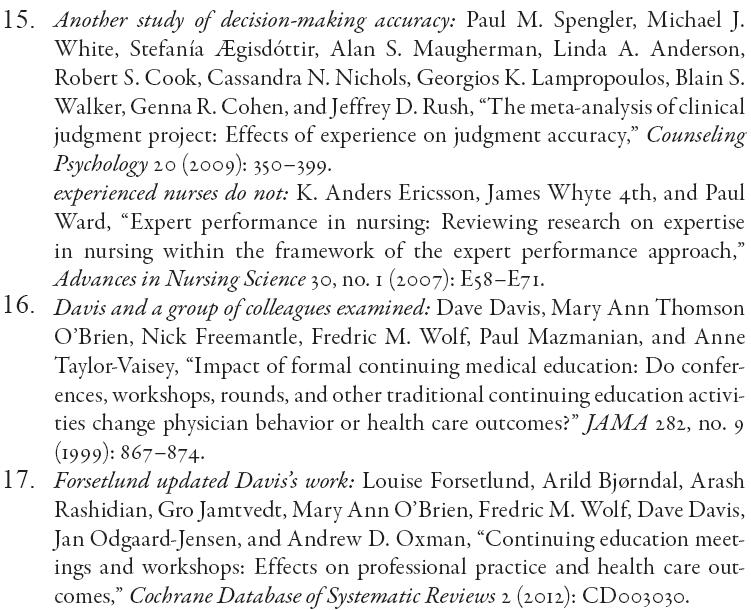 15. Another study of decision-making accuracy: Paul M. Spengler, Michael J.
White, Stefanía Ægisdóttir, Alan S. Maugherman, Linda A. Anderson,
Robert S. Cook, Cassandra N. Nichols, Georgios K. Lampropoulos, Blain S.
Walker, Genna R. Cohen, and Jeffrey D. Rush, “The meta-analysis of clinical
judgment project: Effects of experience on judgment accuracy,” Counseling
Psychology 20 (2009): 350–399.
experienced nurses do not: K. Anders Ericsson, James Whyte 4th, and Paul
Ward, “Expert performance in nursing: Reviewing research on expertise
in nursing within the framework of the expert performance approach,”
Advances in Nursing Science 30, no. 1 (2007): E58–E71.
16. Davis and a group of colleagues examined: Dave Davis, Mary Ann Thomson
O’Brien, Nick Freemantle, Fredric M. Wolf, Paul Mazmanian, and Anne
Taylor-Vaisey, “Impact of formal continuing medical education: Do confer-
ences, workshops, rounds, and other traditional continuing education activi-
ties change physician behavior or health care outcomes?” JAMA 282, no. 9
(1999): 867–874.
17. Forsetlund updated Davis’s work: Louise Forsetlund, Arild Bjørndal, Arash
Rashidian, Gro Jamtvedt, Mary Ann O’Brien, Fredric M. Wolf, Dave Davis,
Jan Odgaard-Jensen, and Andrew D. Oxman, “Continuing education meet-
ings and workshops: Effects on professional practice and health care out-
comes,” Cochrane Database of Systematic Reviews 2 (2012): CD003030.